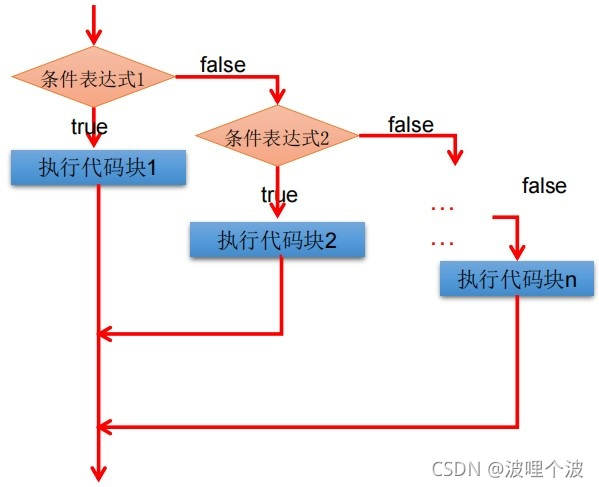 false
条件表达式1
true
执行代码块1
false
条件表达式2
true
执行代码块2
...
...
false
执行代码块n
CSDN @波哩个波